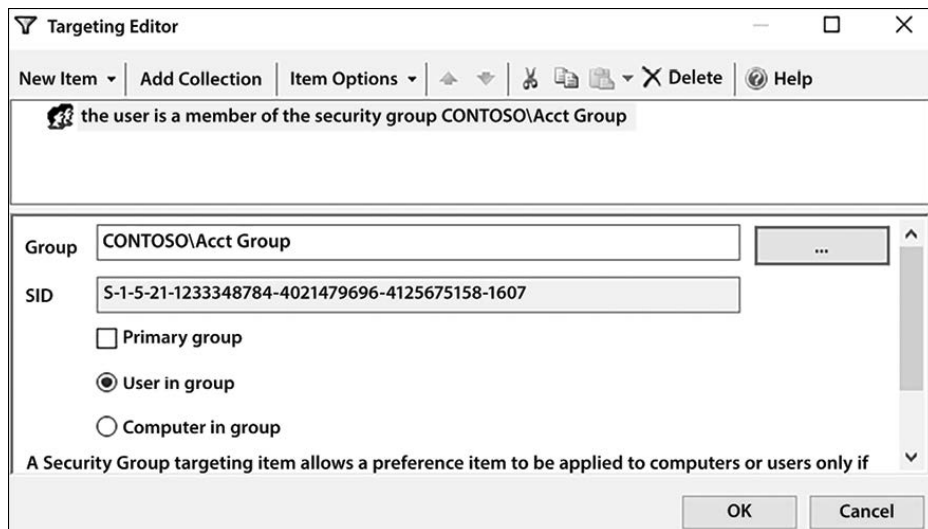 Targeting Editor
New Item Add Collection Item Options Delete Help
the user is a member of the security group CONTOSO\Acct Group
Group CONTOSO\Acct Group ...
SID S-1-5-21-1233348784-4021479696-4125675158-1607
Primary group
User in group
Computer in group
A Security Group targeting item allows a preference item to be applied to computers or users only if
OK Cancel